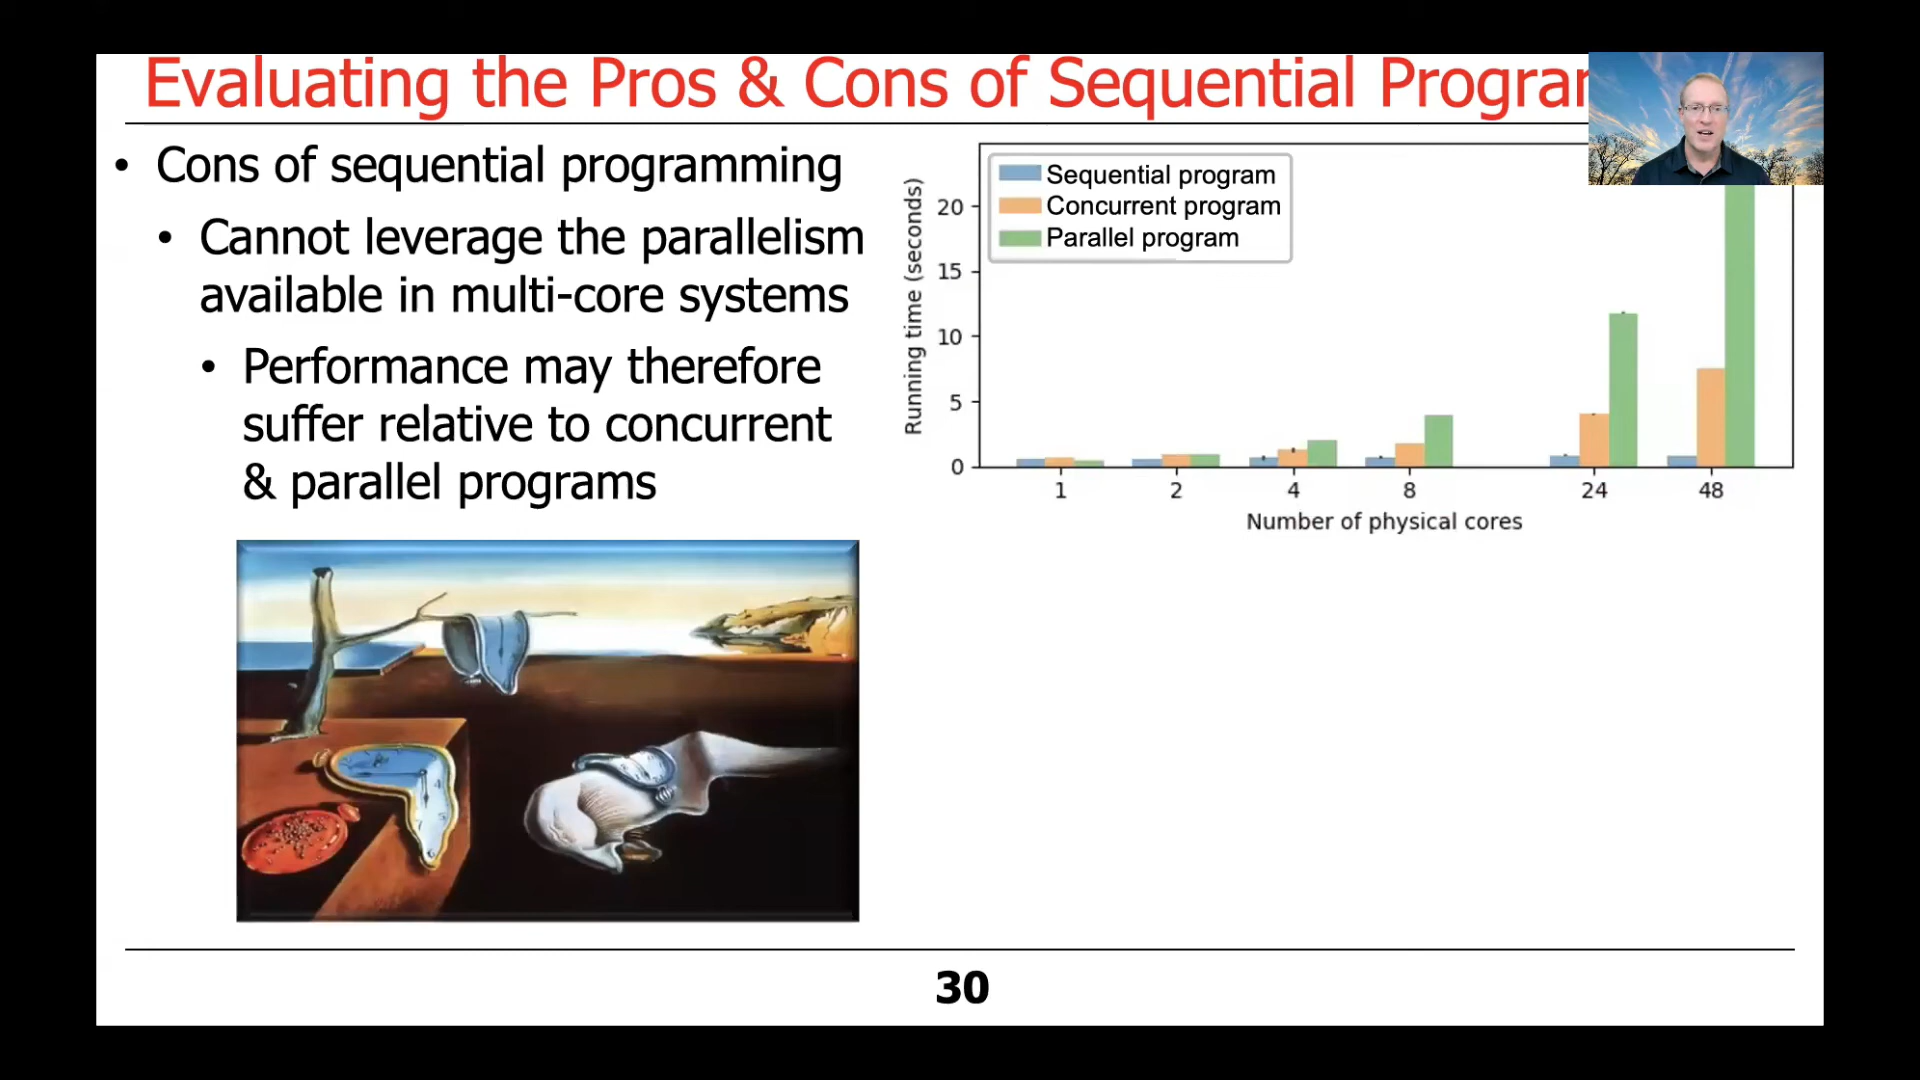 Evaluating the Pros & Cons of Sequential
• Cons of sequential programming
• Cannot leverage the parallelism
available in multi-core systems
• Performance may therefore
suffer relative to concurrent
& parallel programs
Sequential program
Concurrent program
Parallel program
Running time (seconds)
20
15
10
5
0
1 2 4 8 24 48
Number of physical cores
30